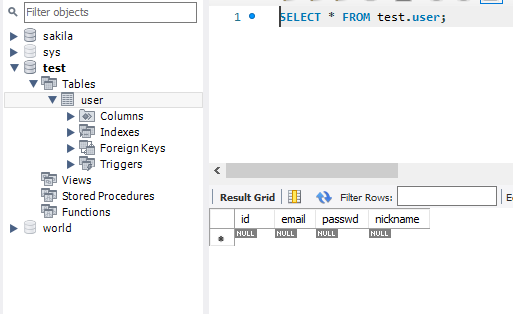 Filter objects
sakila
sys
test
Tables
user
Columns
Indexes
Foreign Keys
Triggers
Views
Stored Procedures
Functions
world
1 SELECT * FROM test.user;
Result Grid Filter Rows:
id email passwd nickname
* NULL NULL NULL NULL